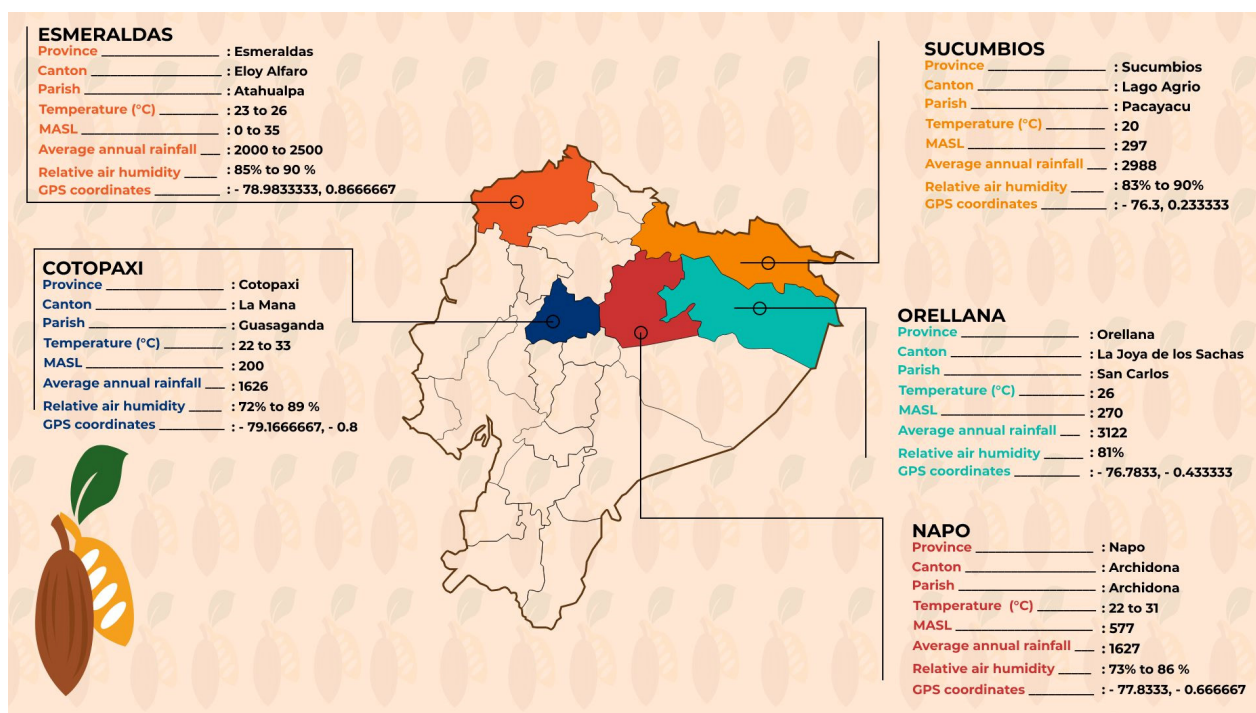 ESMERALDAS
Province : Esmeraldas
Canton : Eloy Alfaro
Parish : Atahualpa
Temperature (°C) : 23 to 26
MASL : 0 to 35
Average annual rainfall : 2000 to 2500
Relative air humidity : 85% to 90 %
GPS coordinates : - 78.9833333, 0.8666667
COTOPAXI
Province : Cotopaxi
Canton : La Mana
Parish : Guasaganda
Temperature (°C) : 22 to 33
MASL : 200
Average annual rainfall : 1626
Relative air humidity : 72% to 89 %
GPS coordinates : - 79.1666667, - 0.8
SUCUMBIOS
Province : Sucumbios
Canton : Lago Agrio
Parish : Pacayacu
Temperature (°C) : 20
MASL : 297
Average annual rainfall : 2988
Relative air humidity : 83% to 90%
GPS coordinates : - 76.3, 0.233333
ORELLANA
Province : Orellana
Canton : La Joya de los Sachas
Parish : San Carlos
Temperature (°C) : 26
MASL : 270
Average annual rainfall : 3122
Relative air humidity : 81%
GPS coordinates : - 76.7833, - 0.433333
NAPO
Province : Napo
Canton : Archidona
Parish : Archidona
Temperature (°C) : 22 to 31
MASL : 577
Average annual rainfall : 1627
Relative air humidity : 73% to 86 %
GPS coordinates : - 77.8333, - 0.666667